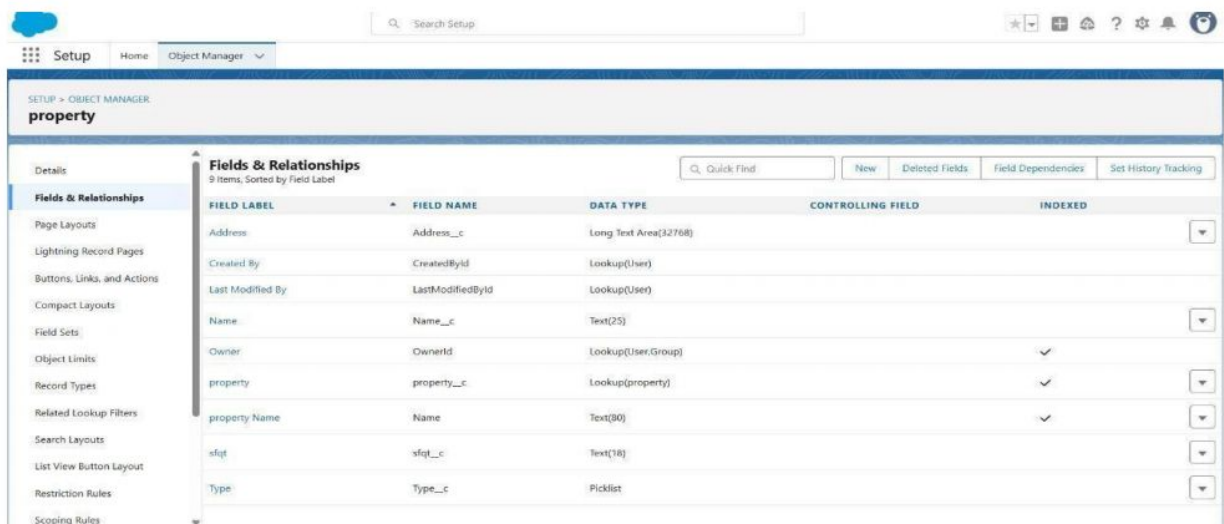 Search Setup
Setup Home Object Manager
SETUP > OBJECT MANAGER
property
Details
Fields & Relationships
Page Layouts
Lightning Record Pages
Buttons, Links, and Actions
Compact Layouts
Field Sets
Object Limits
Record Types
Related Lookup Filters
Search Layouts
List View Button Layout
Restriction Rules
Scoping Rules
Fields & Relationships
9 Items, Sorted by Field Label
Quick Find New Deleted Fields Field Dependencies Set History Tracking
FIELD LABEL FIELD NAME DATA TYPE CONTROLLING FIELD INDEXED
Address Address__c Long Text Area(32768)
Created By CreatedById Lookup(User)
Last Modified By LastModifiedById Lookup(User)
Name Name__c Text(25)
Owner OwnerId Lookup(User,Group)
property property__c Lookup(property)
property Name Name Text(80)
sfqt sfqt__c Text(18)
Type Type__c Picklist